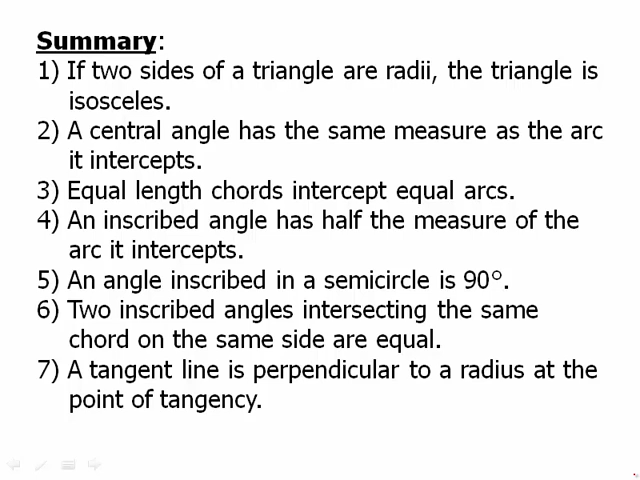 Summary:
1) If two sides of a triangle are radii, the triangle is
isosceles.
2) A central angle has the same measure as the arc
it intercepts.
3) Equal length chords intercept equal arcs.
4) An inscribed angle has half the measure of the
arc it intercepts.
5) An angle inscribed in a semicircle is 90°.
6) Two inscribed angles intersecting the same
chord on the same side are equal.
7) A tangent line is perpendicular to a radius at the
point of tangency.